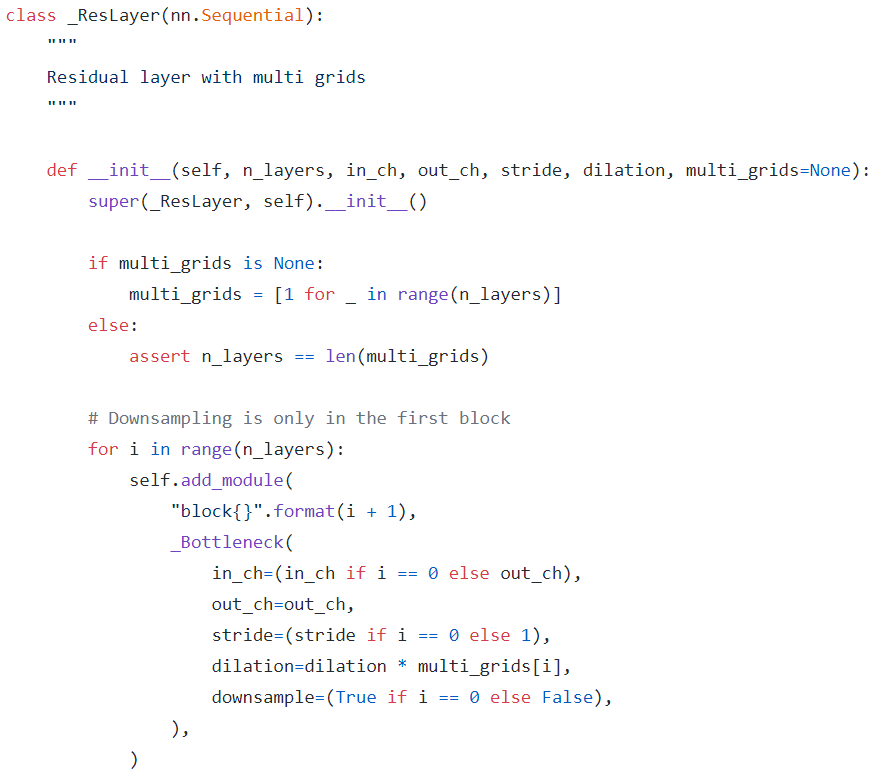 class _ResLayer(nn.Sequential):
    """
    Residual layer with multi grids
    """

    def __init__(self, n_layers, in_ch, out_ch, stride, dilation, multi_grids=None):
        super(_ResLayer, self).__init__()

        if multi_grids is None:
            multi_grids = [1 for _ in range(n_layers)]
        else:
            assert n_layers == len(multi_grids)

        # Downsampling is only in the first block
        for i in range(n_layers):
            self.add_module(
                "block{}".format(i + 1),
                _Bottleneck(
                    in_ch=(in_ch if i == 0 else out_ch),
                    out_ch=out_ch,
                    stride=(stride if i == 0 else 1),
                    dilation=dilation * multi_grids[i],
                    downsample=(True if i == 0 else False),
                ),
            )